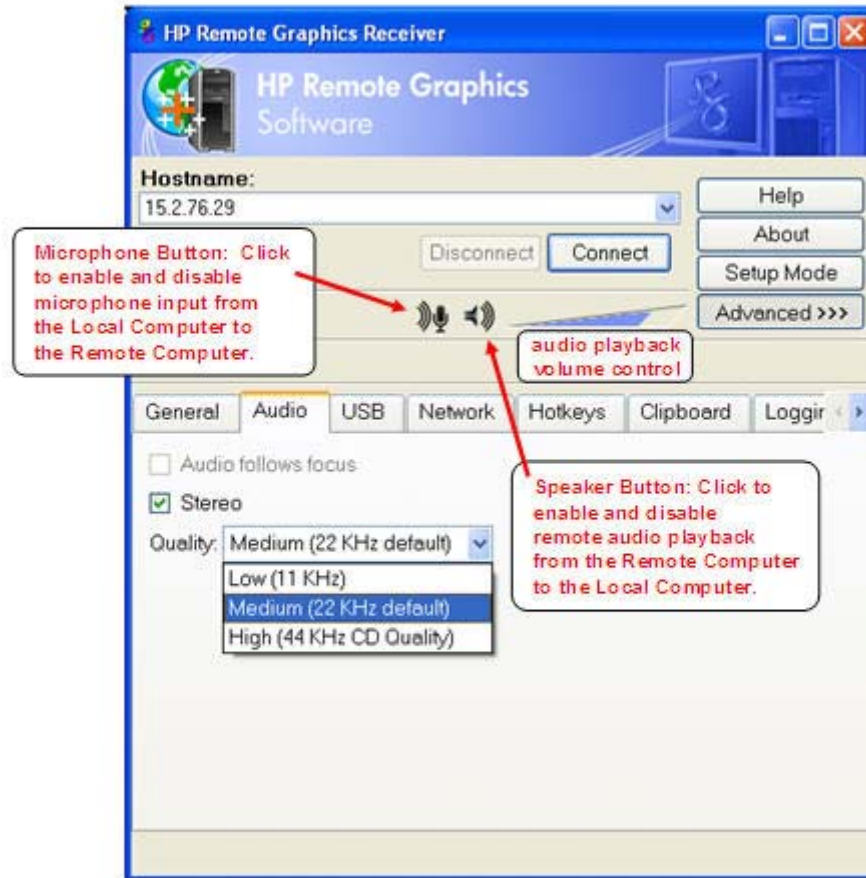 HP Remote Graphics Receiver
HP Remote Graphics
Software
Hostname:
15.2.76.29
Help
About
Setup Mode
Advanced >>>
Disconnect
Connect
Microphone Button: Click
to enable and disable
microphone input from
the Local Computer to
the Remote Computer.
audio playback
volume control
General
Audio
USB
Network
Hotkeys
Clipboard
Loggin
Audio follows focus
Stereo
Quality:
Medium (22 KHz default)
Low (11 KHz)
Medium (22 KHz default)
High (44 KHz CD Quality)
Speaker Button: Click to
enable and disable
remote audio playback
from the Remote Computer
to the Local Computer.